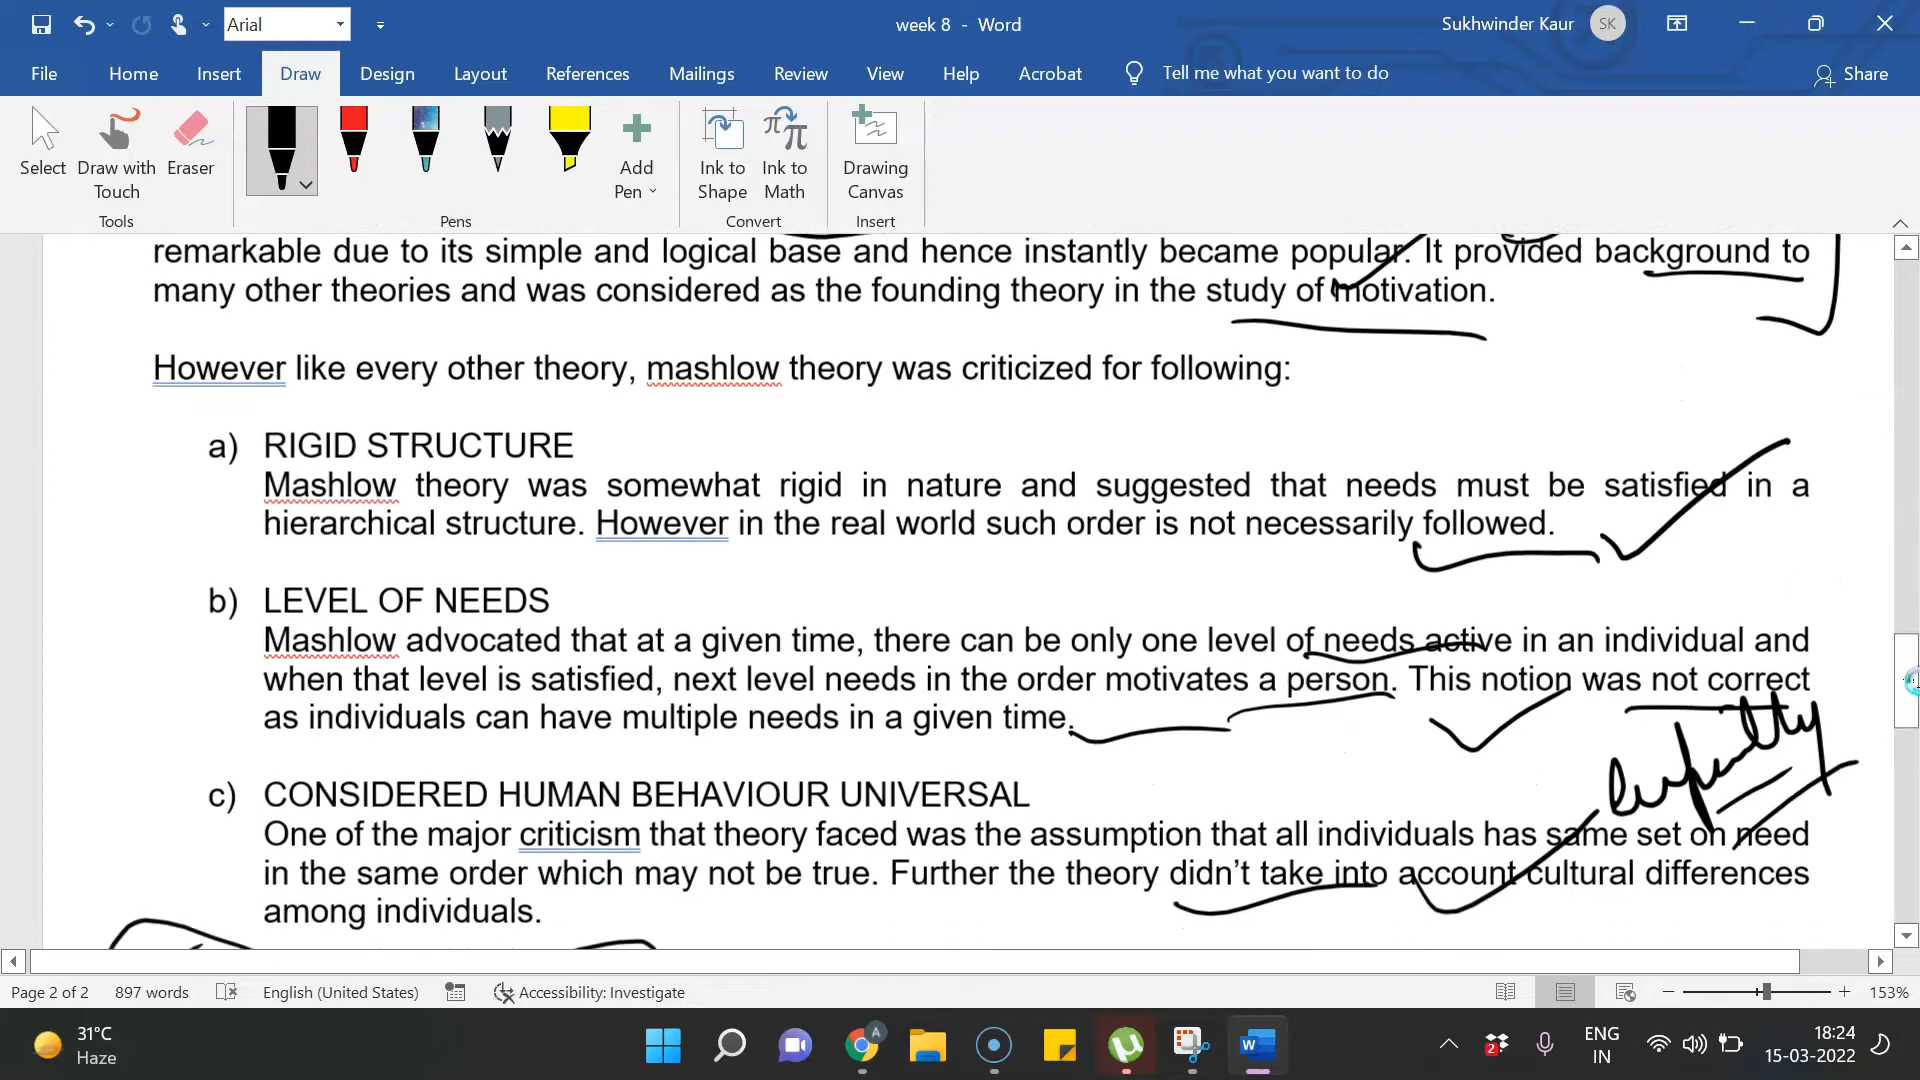 Arial
week 8 - Word
Sukhwinder Kaur
SK
File Home Insert Draw Design Layout References Mailings Review View Help Acrobat Tell me what you want to do Share
Select Draw with Touch Eraser
Add Pen
Ink to Shape Ink to Math
Drawing Canvas
Tools Pens Convert Insert
remarkable due to its simple and logical base and hence instantly became popular. It provided background to
many other theories and was considered as the founding theory in the study of motivation.
However like every other theory, mashlow theory was criticized for following:
a) RIGID STRUCTURE
Mashlow theory was somewhat rigid in nature and suggested that needs must be satisfied in a
hierarchical structure. However in the real world such order is not necessarily followed.
b) LEVEL OF NEEDS
Mashlow advocated that at a given time, there can be only one level of needs active in an individual and
when that level is satisfied, next level needs in the order motivates a person. This notion was not correct
as individuals can have multiple needs in a given time.
c) CONSIDERED HUMAN BEHAVIOUR UNIVERSAL
One of the major criticism that theory faced was the assumption that all individuals has same set on need
in the same order which may not be true. Further the theory didn't take into account cultural differences
among individuals.
Page 2 of 2 897 words English (United States) Accessibility: Investigate 153%
31°C
Haze
A
W
2
ENG
IN
18:24
15-03-2022